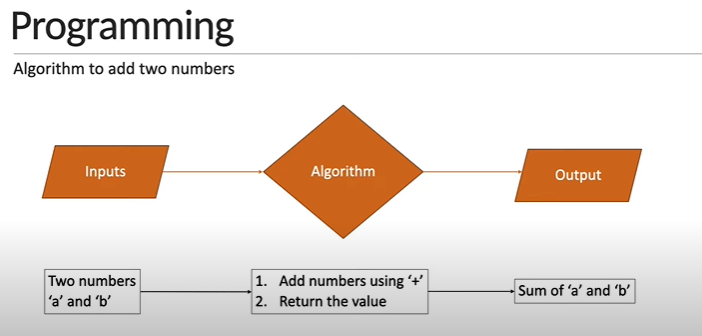 Programming
Algorithm to add two numbers
Inputs
Algorithm
Output
Two numbers
‘a’ and ‘b’
1. Add numbers using ‘+’
2. Return the value
Sum of ‘a’ and ‘b’